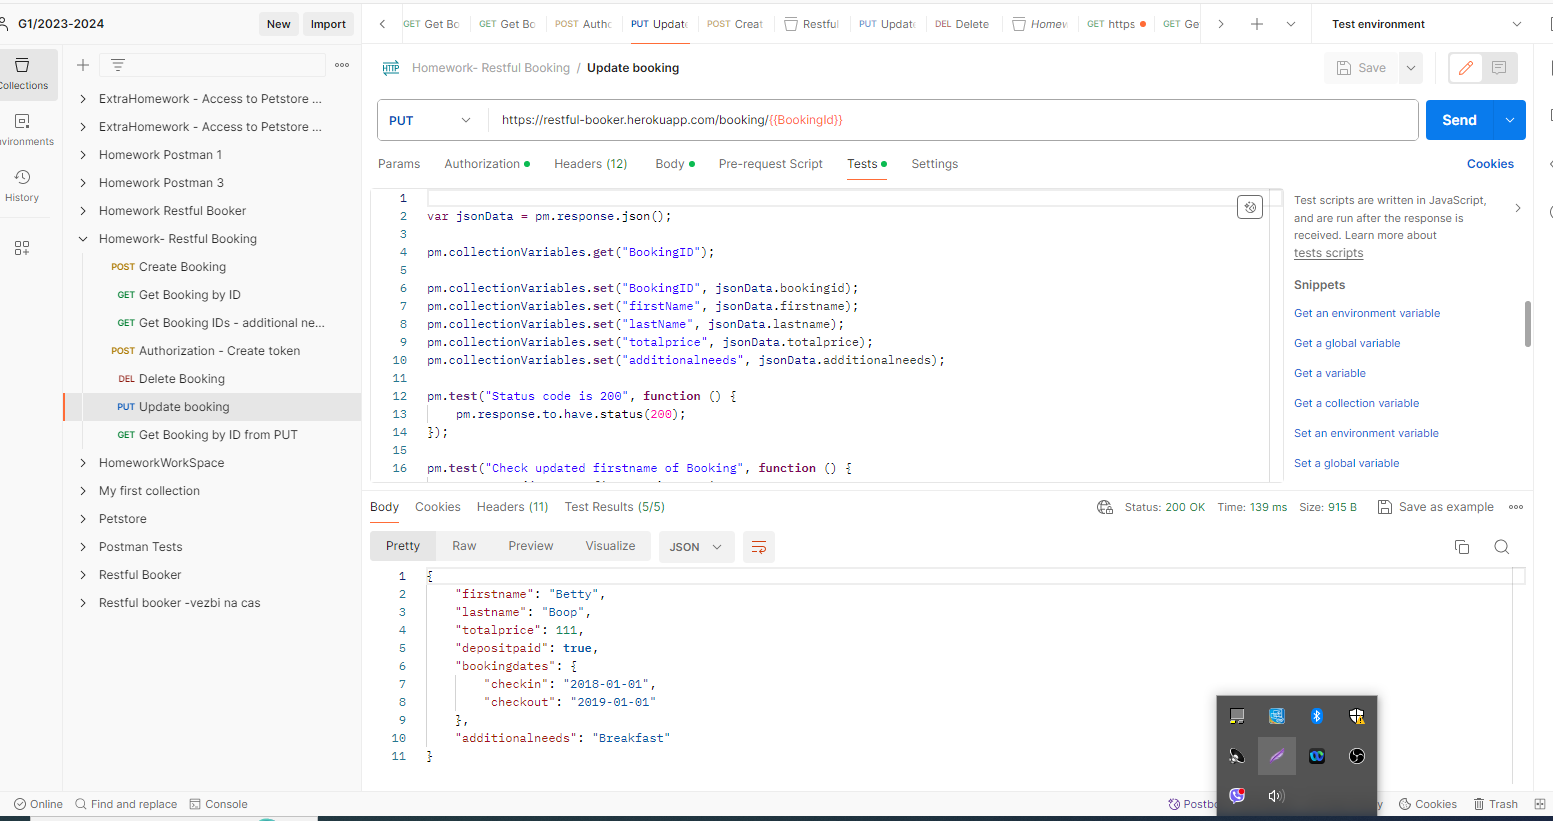 G1/2023-2024
New
Import
GET Get Bo
GET Get Bo
POST Autho
PUT Updat
POST Creat
Restfu
PUT Updat
DEL Delete
Homew
GET https
GET Ge
Test environment
Collections
vironments
History
ExtraHomework - Access to Petstore ...
ExtraHomework - Access to Petstore ...
Homework Postman 1
Homework Postman 3
Homework Restful Booker
Homework- Restful Booking
POST Create Booking
GET Get Booking by ID
GET Get Booking IDs - additional ne...
POST Authorization - Create token
DEL Delete Booking
PUT Update booking
GET Get Booking by ID from PUT
HomeworkWorkSpace
My first collection
Petstore
Postman Tests
Restful Booker
Restful booker -vezbi na cas
HTTP Homework- Restful Booking / Update booking
Save
PUT
https://restful-booker.herokuapp.com/booking/{{BookingId}}
Send
Params
Authorization
Headers (12)
Body
Pre-request Script
Tests
Settings
Cookies
1
2 var jsonData = pm.response.json();
3
4 pm.collectionVariables.get("BookingID");
5
6 pm.collectionVariables.set("BookingID", jsonData.bookingid);
7 pm.collectionVariables.set("firstName", jsonData.firstname);
8 pm.collectionVariables.set("lastName", jsonData.lastname);
9 pm.collectionVariables.set("totalprice", jsonData.totalprice);
10 pm.collectionVariables.set("additionalneeds", jsonData.additionalneeds);
11
12 pm.test("Status code is 200", function () {
13 pm.response.to.have.status(200);
14 });
15
16 pm.test("Check updated firstname of Booking", function () {
Test scripts are written in JavaScript,
and are run after the response is
received. Learn more about
tests scripts
Snippets
Get an environment variable
Get a global variable
Get a variable
Get a collection variable
Set an environment variable
Set a global variable
Body
Cookies
Headers (11)
Test Results (5/5)
Status: 200 OK
Time: 139 ms
Size: 915 B
Save as example
Pretty
Raw
Preview
Visualize
JSON
1 {
2 "firstname": "Betty",
3 "lastname": "Boop",
4 "totalprice": 111,
5 "depositpaid": true,
6 "bookingdates": {
7 "checkin": "2018-01-01",
8 "checkout": "2019-01-01"
9 },
10 "additionalneeds": "Breakfast"
11 }
Online
Find and replace
Console
Postbo
y
Cookies
Trash